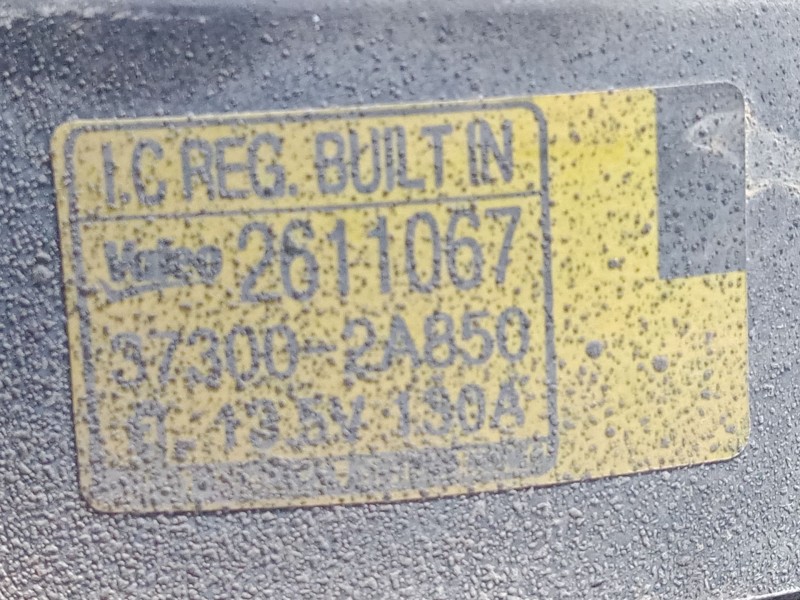 I.C REG. BUILT IN
Valeo 2611067
37300-2A850
13.5V 130A